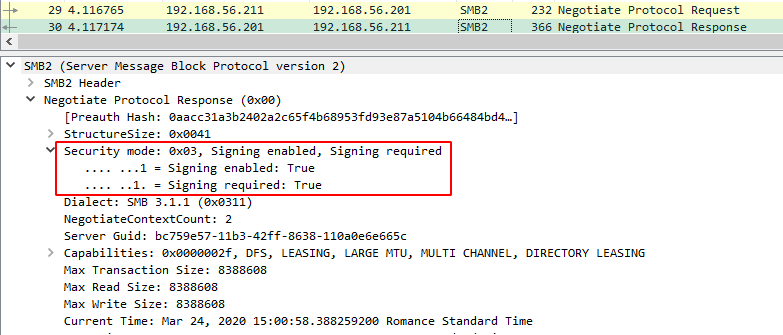 29 4.116765 192.168.56.211 192.168.56.201 SMB2 232 Negotiate Protocol Request
30 4.117174 192.168.56.201 192.168.56.211 SMB2 366 Negotiate Protocol Response
SMB2 (Server Message Block Protocol version 2)
SMB2 Header
Negotiate Protocol Response (0x00)
[Preauth Hash: 0aacc31a3b2402a2c65f4b68953fd93e87a5104b66484bd4…]
StructureSize: 0x0041
Security mode: 0x03, Signing enabled, Signing required
.... ...1 = Signing enabled: True
.... ..1. = Signing required: True
Dialect: SMB 3.1.1 (0x0311)
NegotiateContextCount: 2
Server Guid: bc759e57-11b3-42ff-8638-110a0e6e665c
Capabilities: 0x0000002f, DFS, LEASING, LARGE MTU, MULTI CHANNEL, DIRECTORY LEASING
Max Transaction Size: 8388608
Max Read Size: 8388608
Max Write Size: 8388608
Current Time: Mar 24, 2020 15:00:58.388259200 Romance Standard Time